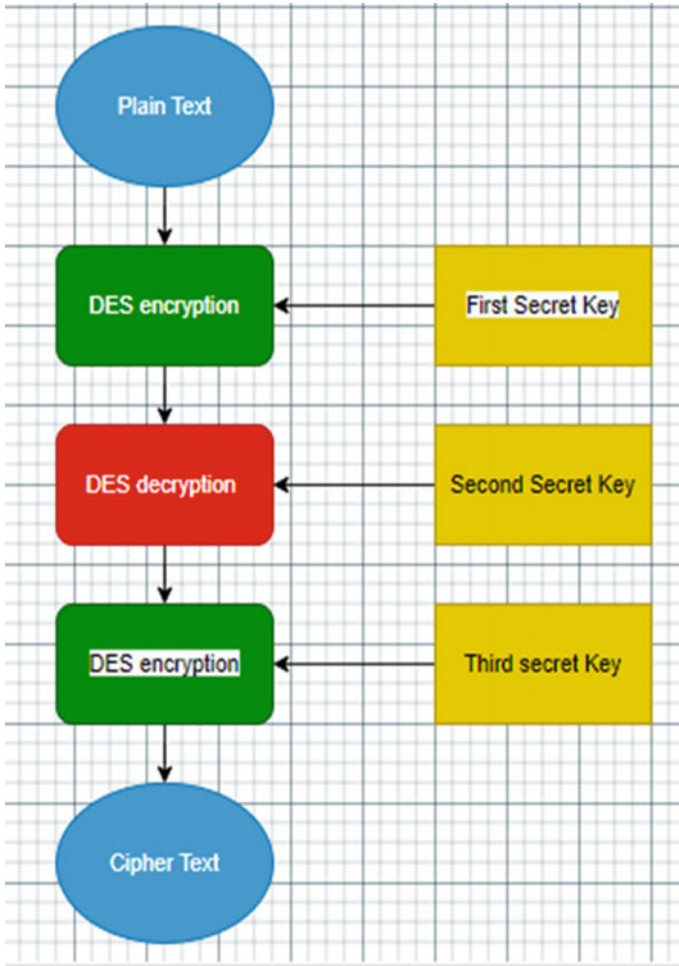 Plain Text
DES encryption
First Secret Key
DES decryption
Second Secret Key
DES encryption
Third secret Key
Cipher Text